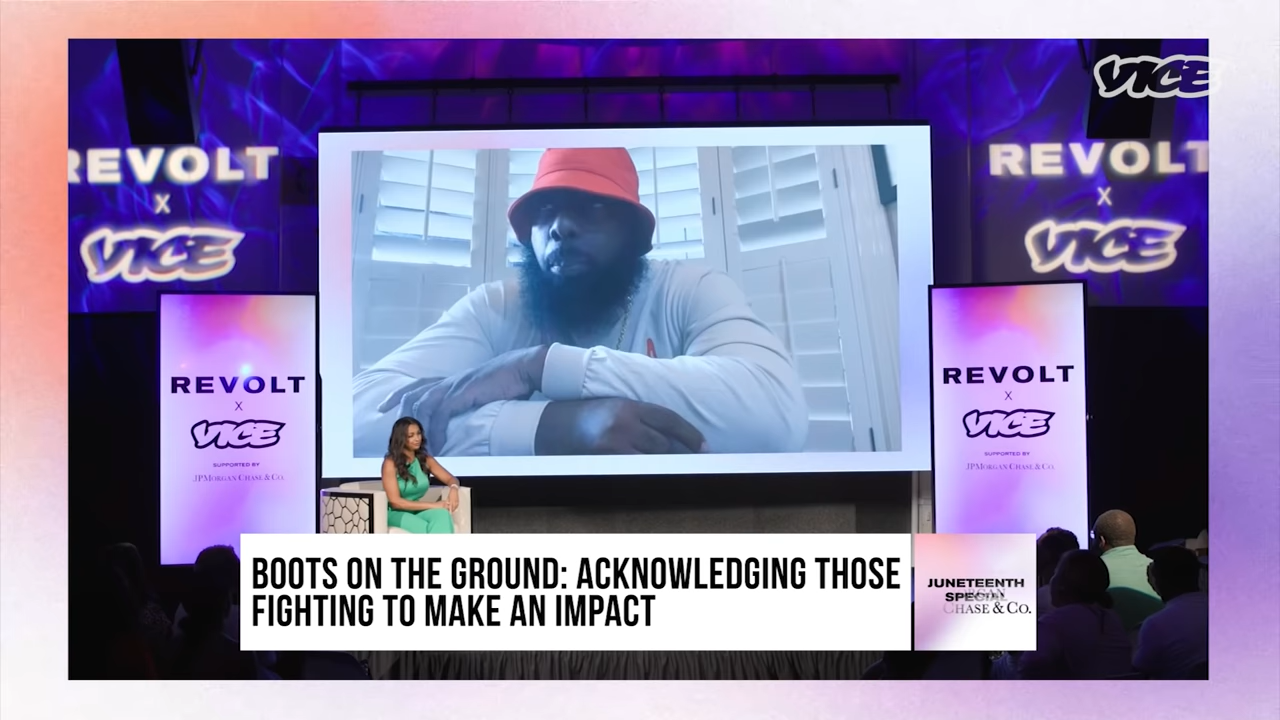 VICE
REVOLT
X
VICE
REVOLT
X
VICE
REVOLT
X
VICE
SUPPORTED BY
JPMORGAN CHASE & CO.
REVOLT
X
VICE
SUPPORTED BY
JPMORGAN CHASE & CO.
BOOTS ON THE GROUND: ACKNOWLEDGING THOSE
FIGHTING TO MAKE AN IMPACT
JUNETEENTH
SPECIAL
CHASE & CO.